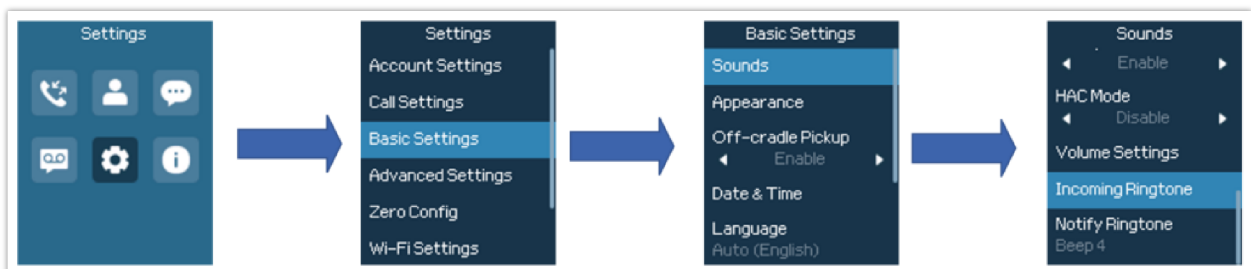 Settings
Settings
Account Settings
Call Settings
Basic Settings
Advanced Settings
Zero Config
Wi-Fi Settings
Basic Settings
Sounds
Appearance
Off-cradle Pickup
Enable
Date & Time
Language
Auto (English)
Sounds
Enable
HAC Mode
Disable
Volume Settings
Incoming Ringtone
Notify Ringtone
Beep 4